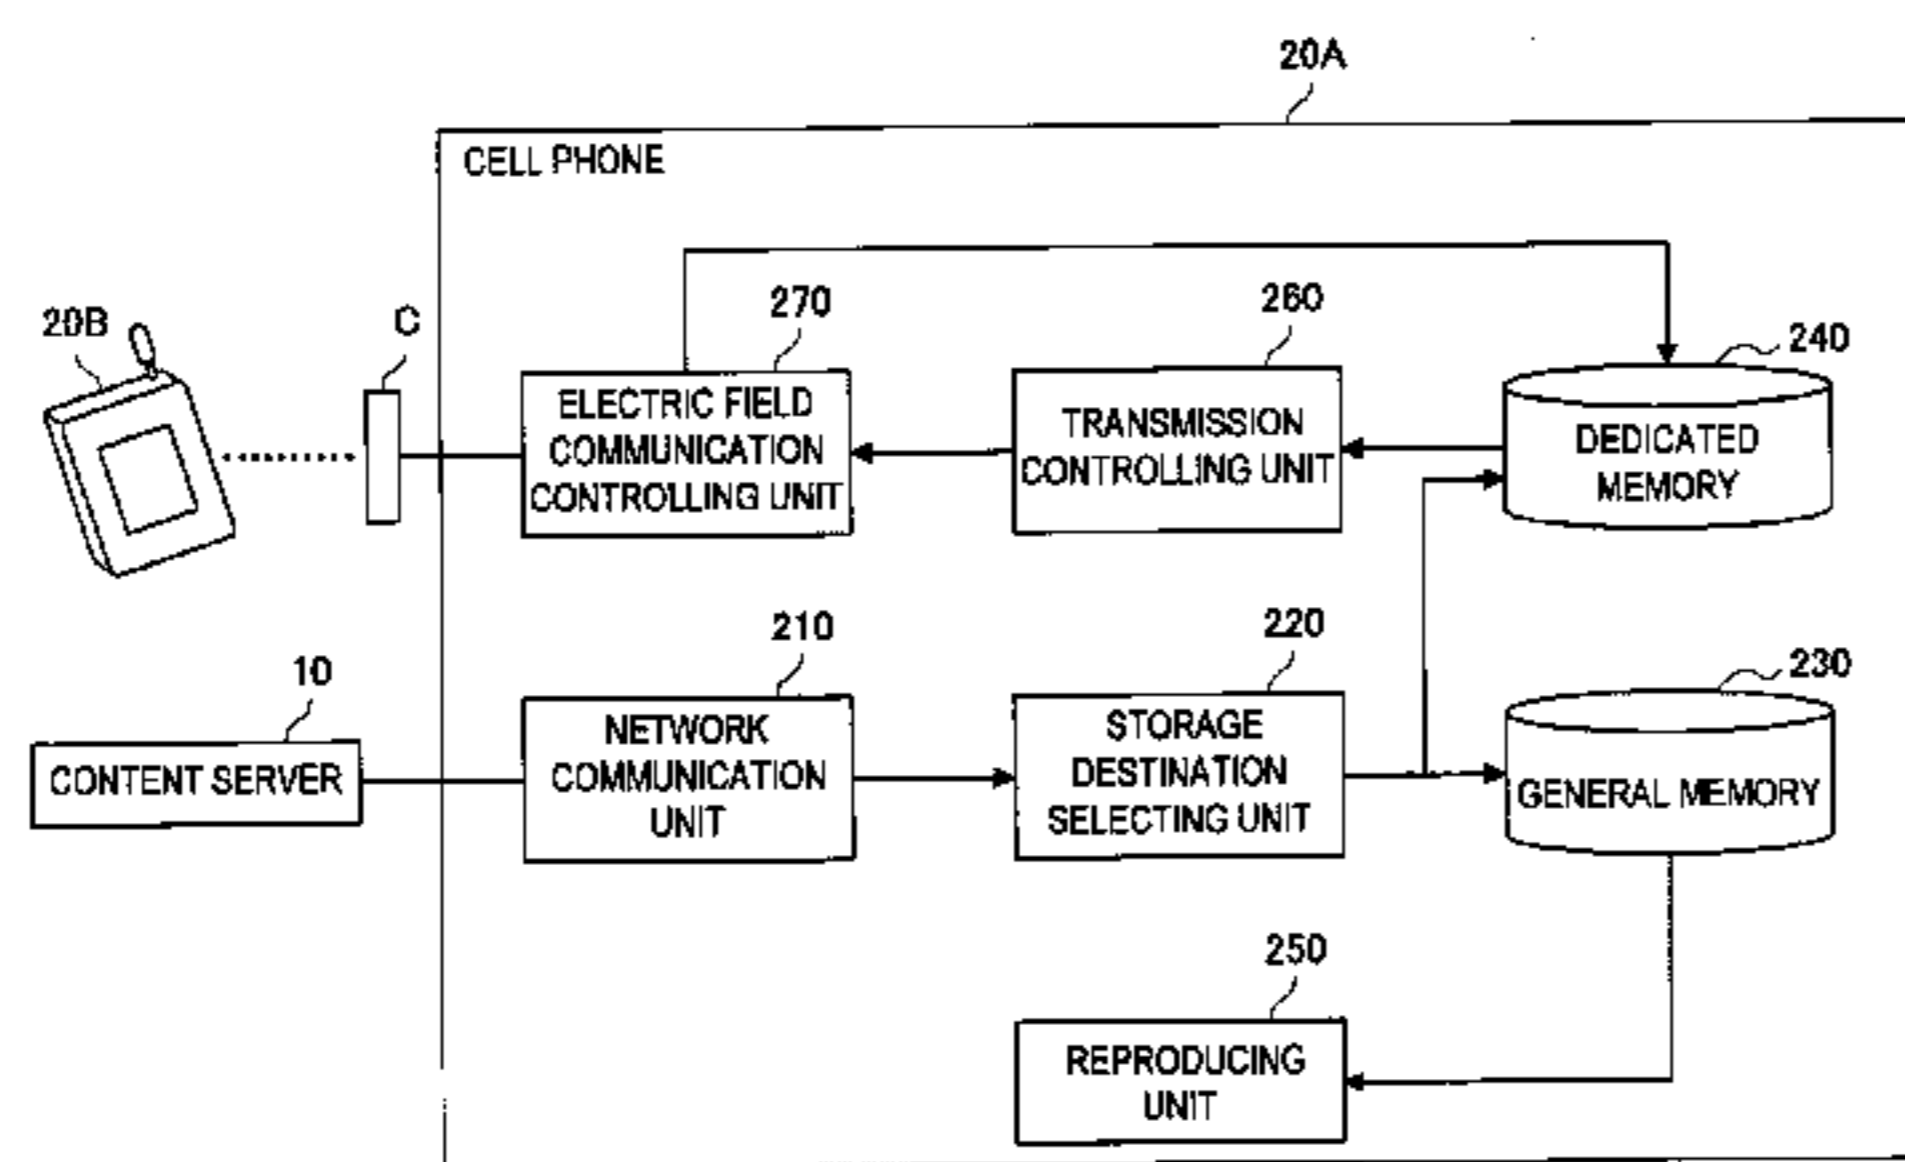 20A
CELL PHONE
20B
C
270
260
240
ELECTRIC FIELD
COMMUNICATION
CONTROLLING UNIT
TRANSMISSION
CONTROLLING UNIT
DEDICATED
MEMORY
10
210
220
230
CONTENT SERVER
NETWORK
COMMUNICATION
UNIT
STORAGE
DESTINATION
SELECTING UNIT
GENERAL MEMORY
250
REPRODUCING
UNIT